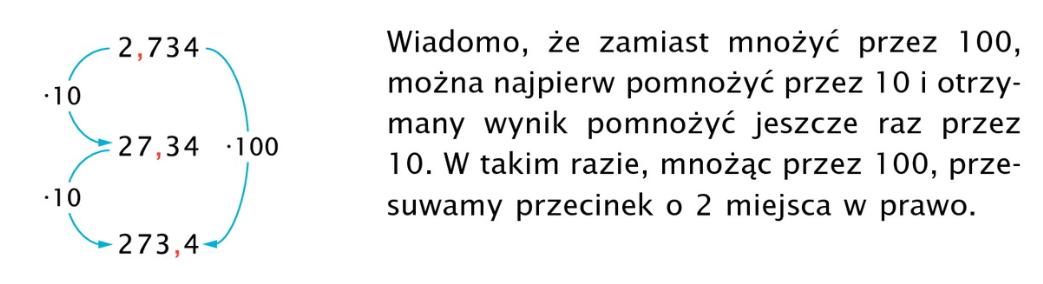 2,734
·10
27,34 ·100
·10
273,4
Wiadomo, że zamiast mnożyć przez 100,
można najpierw pomnożyć przez 10 i otrzy-
many wynik pomnożyć jeszcze raz przez
10. W takim razie, mnożąc przez 100, prze-
suwamy przecinek o 2 miejsca w prawo.